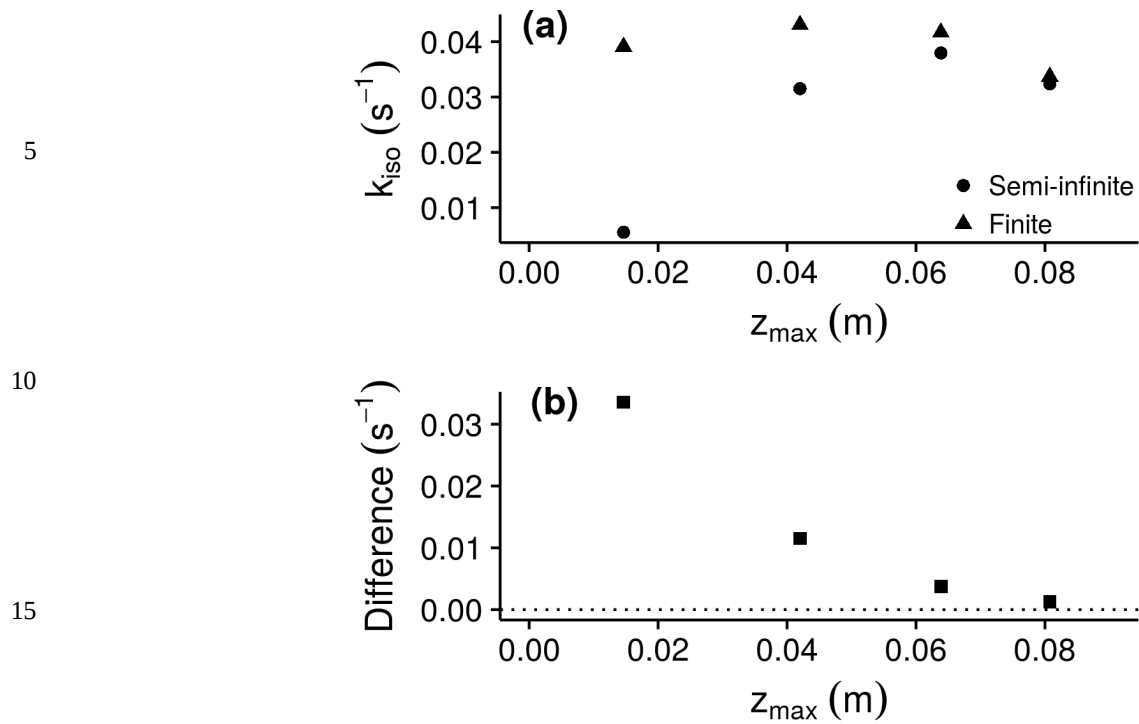 (a)
0.04
0.03
5
0.02
0.01
k_iso (s⁻¹)
Semi-infinite
Finite
0.00 0.02 0.04 0.06 0.08
z_max (m)
10
(b)
0.03
0.02
0.01
15
0.00
Difference (s⁻¹)
0.00 0.02 0.04 0.06 0.08
z_max (m)